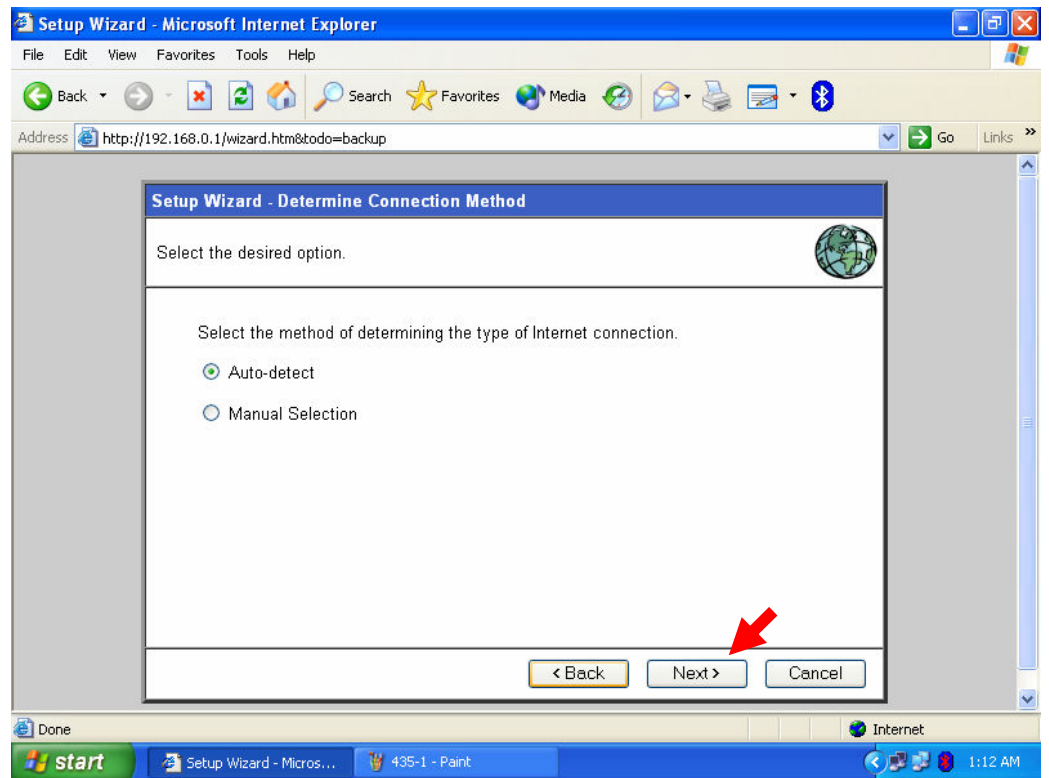 Setup Wizard - Microsoft Internet Explorer
File Edit View Favorites Tools Help
Back Search Favorites Media
Address http://192.168.0.1/wizard.htm&todo=backup Go Links »
Setup Wizard - Determine Connection Method
Select the desired option.
Select the method of determining the type of Internet connection.
Auto-detect
Manual Selection
< Back Next > Cancel
Done Internet
start Setup Wizard - Micros... 435-1 - Paint 1:12 AM